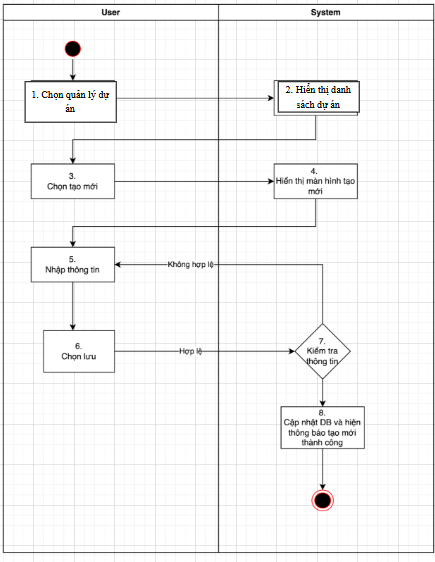 User
System
1. Chọn quản lý dự
án
2. Hiển thị danh
sách dự án
3.
Chọn tạo mới
4.
Hiển thị màn hình tạo
mới
5.
Nhập thông tin
Không hợp lệ
6.
Chọn lưu
Hợp lệ
7.
Kiểm tra
thông tin
8.
Cập nhật DB và hiện
thông báo tạo mới
thành công